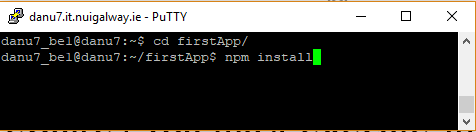 danu7.it.nuigalway.ie - PuTTY
danu7_be1@danu7:~$ cd firstApp/
danu7_be1@danu7:~/firstApp$ npm install